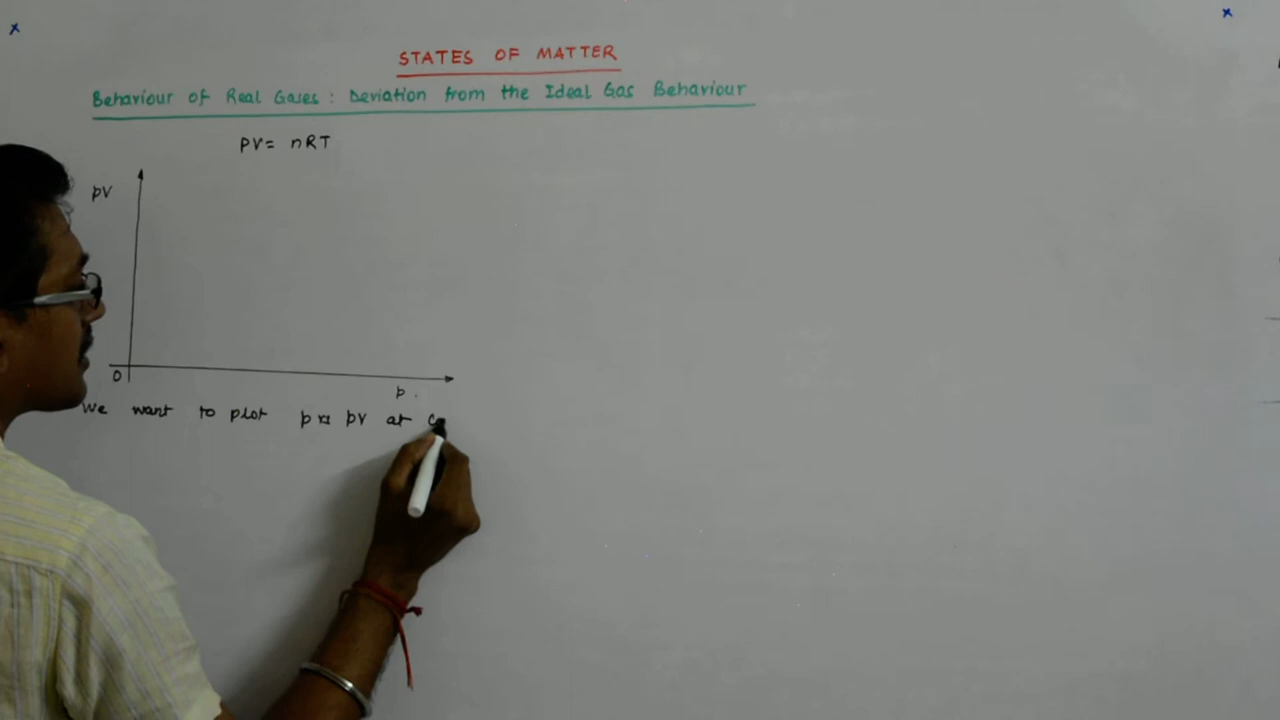 STATES OF MATTER
Behaviour of Real Gases : Deviation from the Ideal Gas Behaviour
PV = nRT
PV
0
p
We want to plot p vs pv at